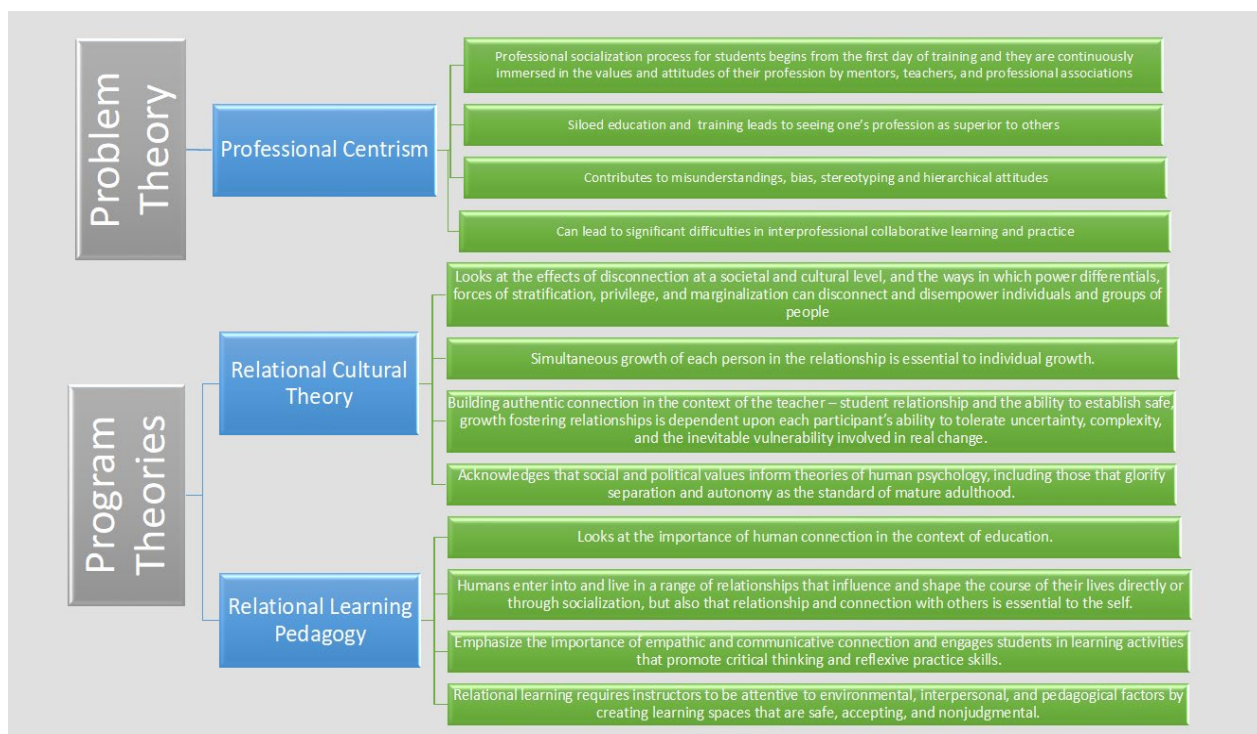 Problem
Theory
Professional Centrism
Professional socialization process for students begins from the first day of training and they are continuously
immersed in the values and attitudes of their profession by mentors, teachers, and professional associations
Siloed education and  training leads to seeing one's profession as superior to others
Contributes to misunderstandings, bias, stereotyping and hierarchical attitudes
Can lead to significant difficulties in interprofessional collaborative learning and practice
Program
Theories
Relational Cultural
Theory
Looks at the effects of disconnection at a societal and cultural level, and the ways in which power differentials,
forces of stratification, privilege, and marginalization can disconnect and disempower individuals and groups of
people
Simultaneous growth of each person in the relationship is essential to individual growth.
Building authentic connection in the context of the teacher – student relationship and the ability to establish safe,
growth fostering relationships is dependent upon each participant's ability to tolerate uncertainty, complexity,
and the inevitable vulnerability involved in real change.
Acknowledges that social and political values inform theories of human psychology, including those that glorify
separation and autonomy as the standard of mature adulthood.
Relational Learning
Pedagogy
Looks at the importance of human connection in the context of education.
Humans enter into and live in a range of relationships that influence and shape the course of their lives directly or
through socialization, but also that relationship and connection with others is essential to the self.
Emphasize the importance of empathic and communicative connection and engages students in learning activities
that promote critical thinking and reflexive practice skills.
Relational learning requires instructors to be attentive to environmental, interpersonal, and pedagogical factors by
creating learning spaces that are safe, accepting, and nonjudgmental.